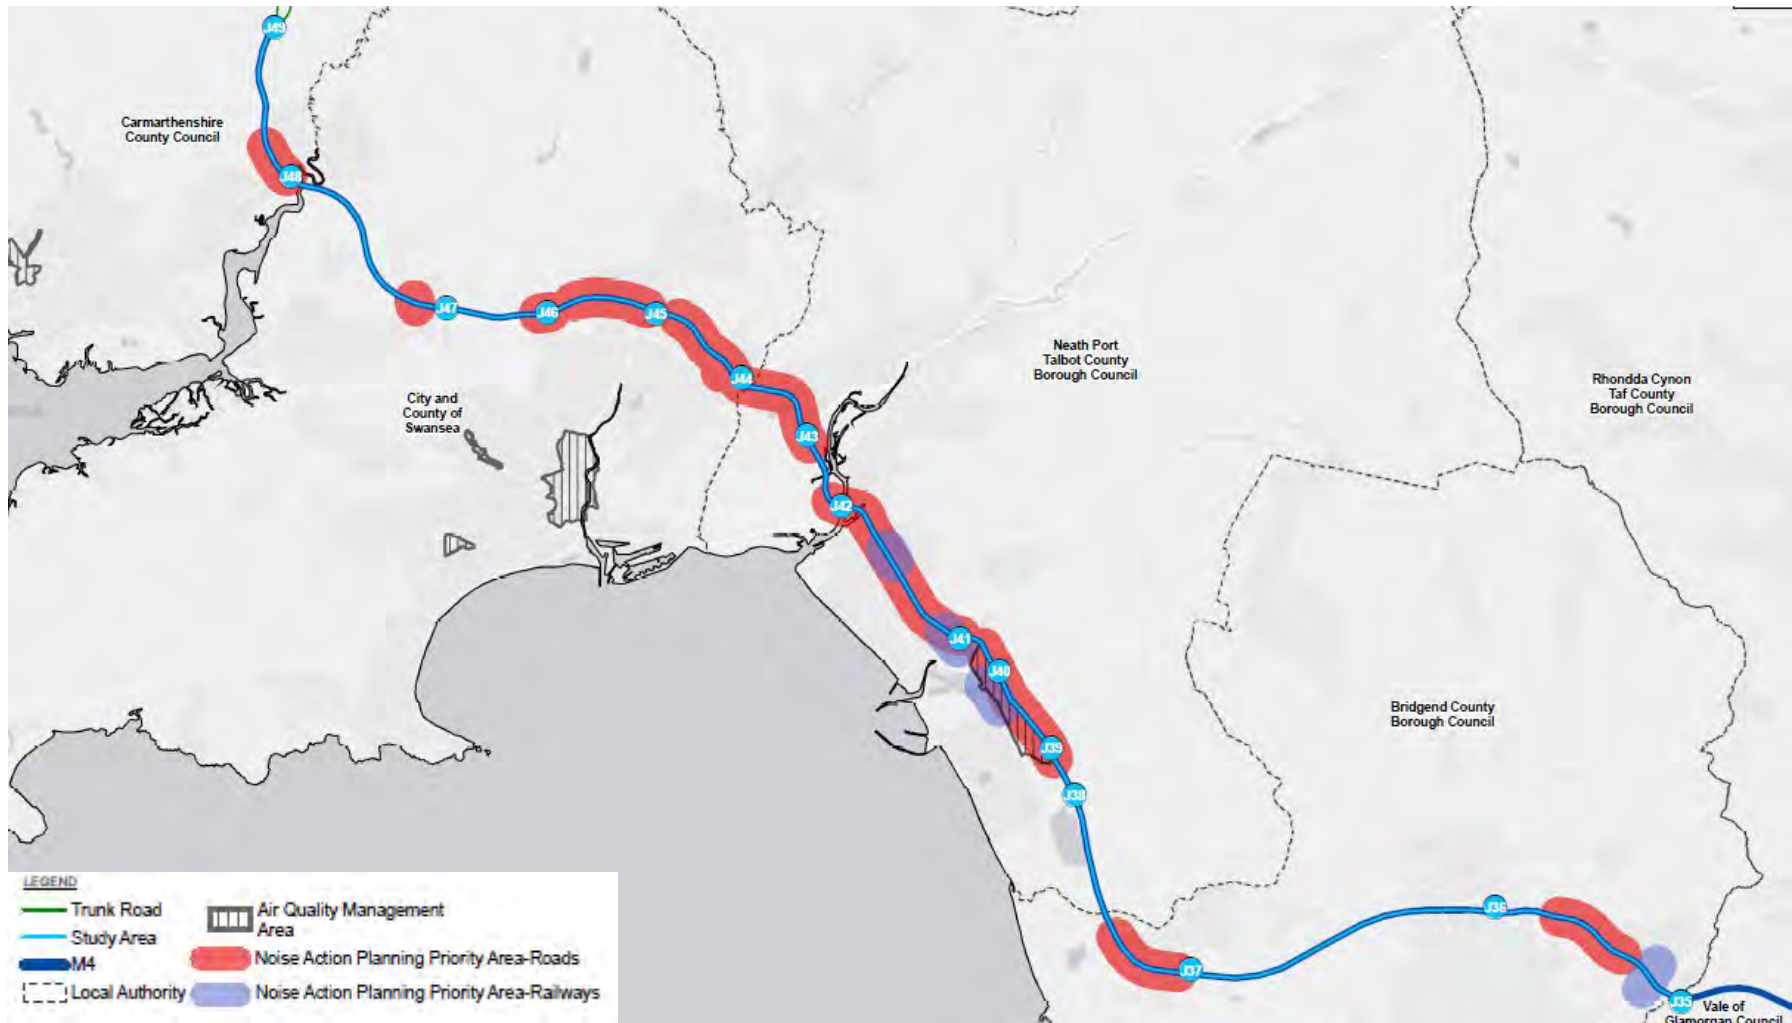 J49
Carmarthenshire
County Council
J48
J47
J46
J45
J44
J43
J42
Neath Port
Talbot County
Borough Council
Rhondda Cynon
Taf County
Borough Council
City and
County of
Swansea
J41
J40
J39
J38
Bridgend County
Borough Council
J37
J36
J35
Vale of
Glamorgan Council
LEGEND
Trunk Road
Study Area
M4
Local Authority
Air Quality Management
Area
Noise Action Planning Priority Area-Roads
Noise Action Planning Priority Area-Railways